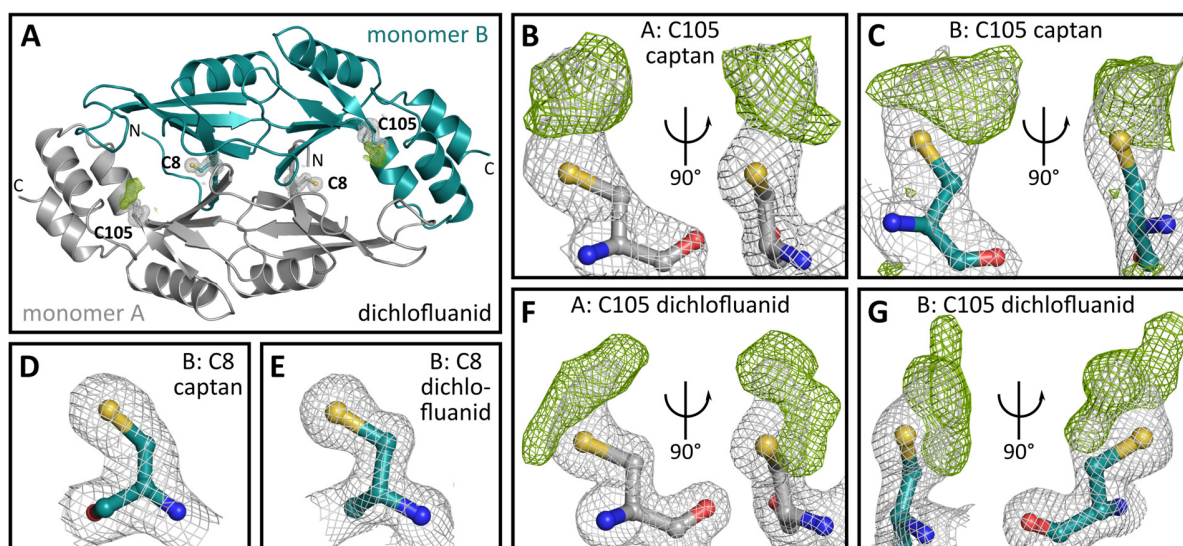 A
monomer B
C105
N
C8
N
C8
C
C
C105
monomer A
dichlofluanid
B
A: C105
captan
90°
C
B: C105 captan
90°
D
B: C8
captan
E
B: C8
dichlo-
fluanid
F
A: C105 dichlofluanid
90°
G
B: C105 dichlofluanid
90°